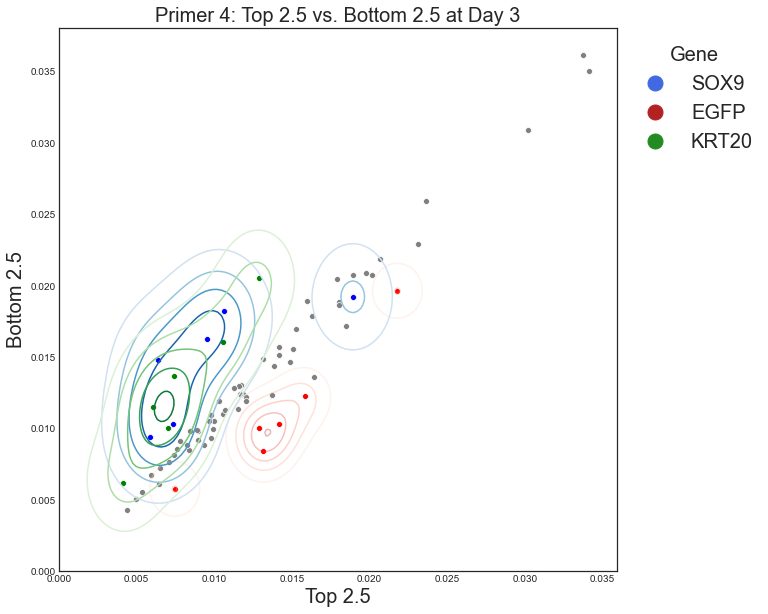 Primer 4: Top 2.5 vs. Bottom 2.5 at Day 3
Gene
SOX9
EGFP
KRT20
Bottom 2.5
0.035
0.030
0.025
0.020
0.015
0.010
0.005
0.000
0.000 0.005 0.010 0.015 0.020 0.025 0.030 0.035
Top 2.5